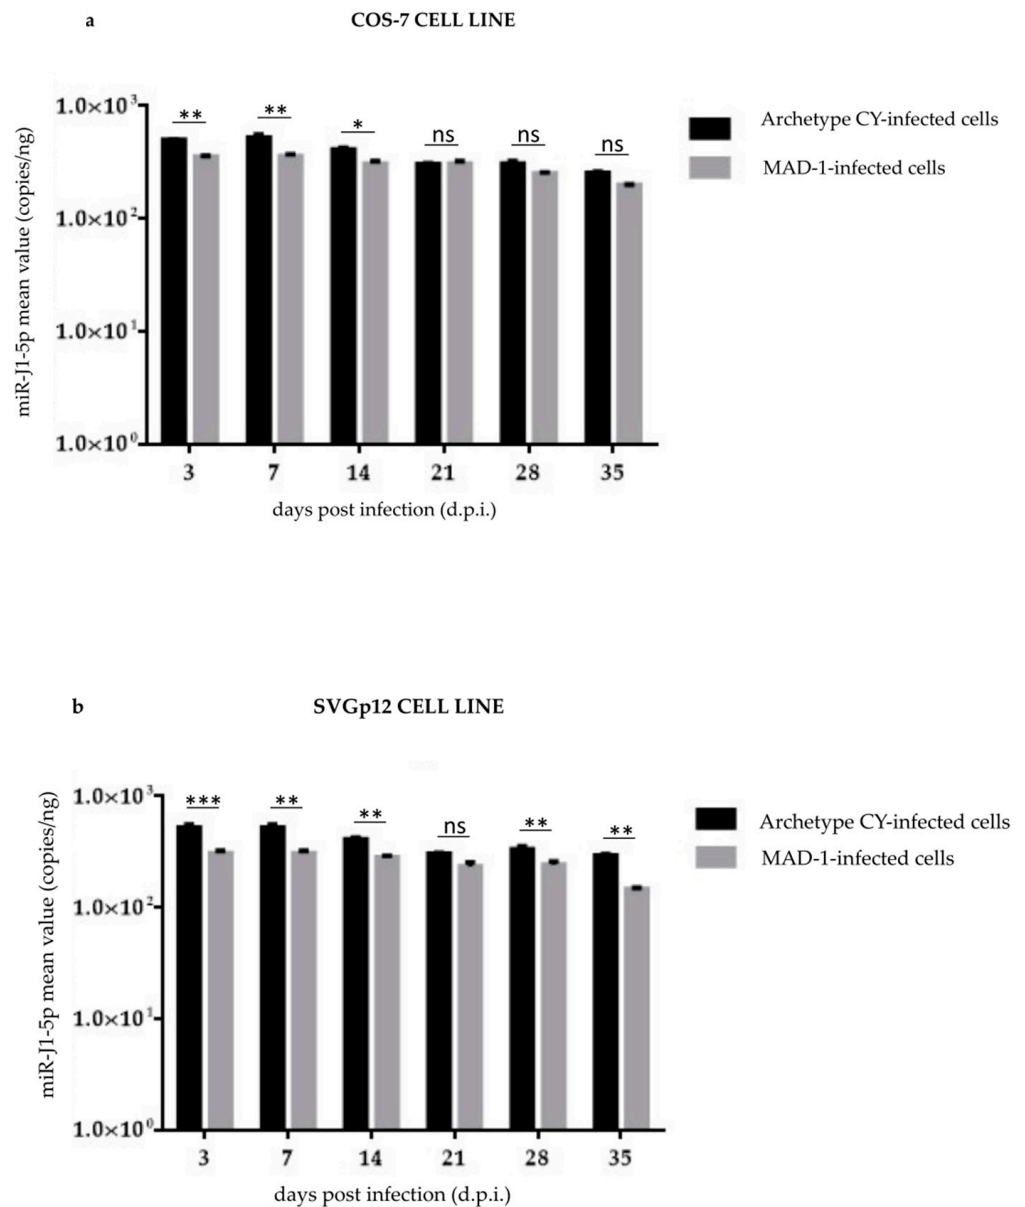 a COS-7 CELL LINE
miR-J1-5p mean value (copies/ng)
1.0×10³
1.0×10²
1.0×10¹
1.0×10⁰
** ** * ns ns ns
Archetype CY-infected cells
MAD-1-infected cells
3 7 14 21 28 35
days post infection (d.p.i.)
b SVGp12 CELL LINE
miR-J1-5p mean value (copies/ng)
1.0×10³
1.0×10²
1.0×10¹
1.0×10⁰
*** ** ** ns ** **
Archetype CY-infected cells
MAD-1-infected cells
3 7 14 21 28 35
days post infection (d.p.i.)